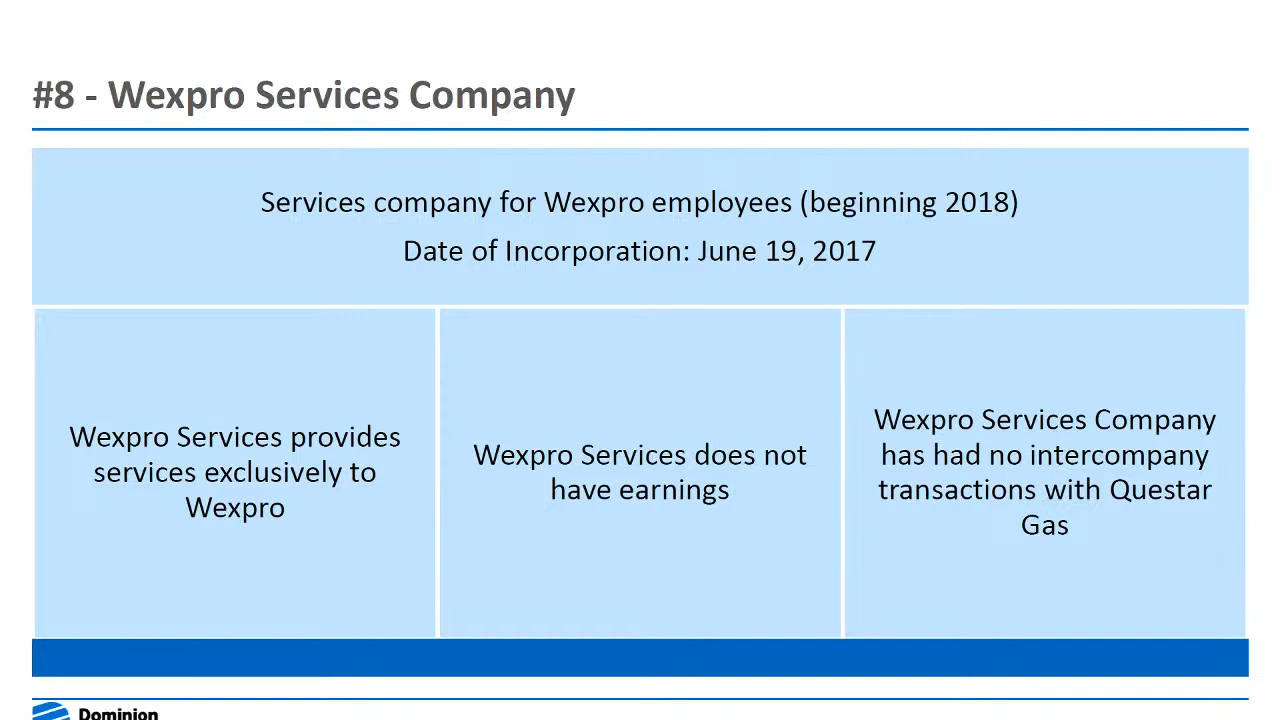 #8 - Wexpro Services Company
Services company for Wexpro employees (beginning 2018)
Date of Incorporation: June 19, 2017
Wexpro Services provides
services exclusively to
Wexpro
Wexpro Services does not
have earnings
Wexpro Services Company
has had no intercompany
transactions with Questar
Gas
Dominion